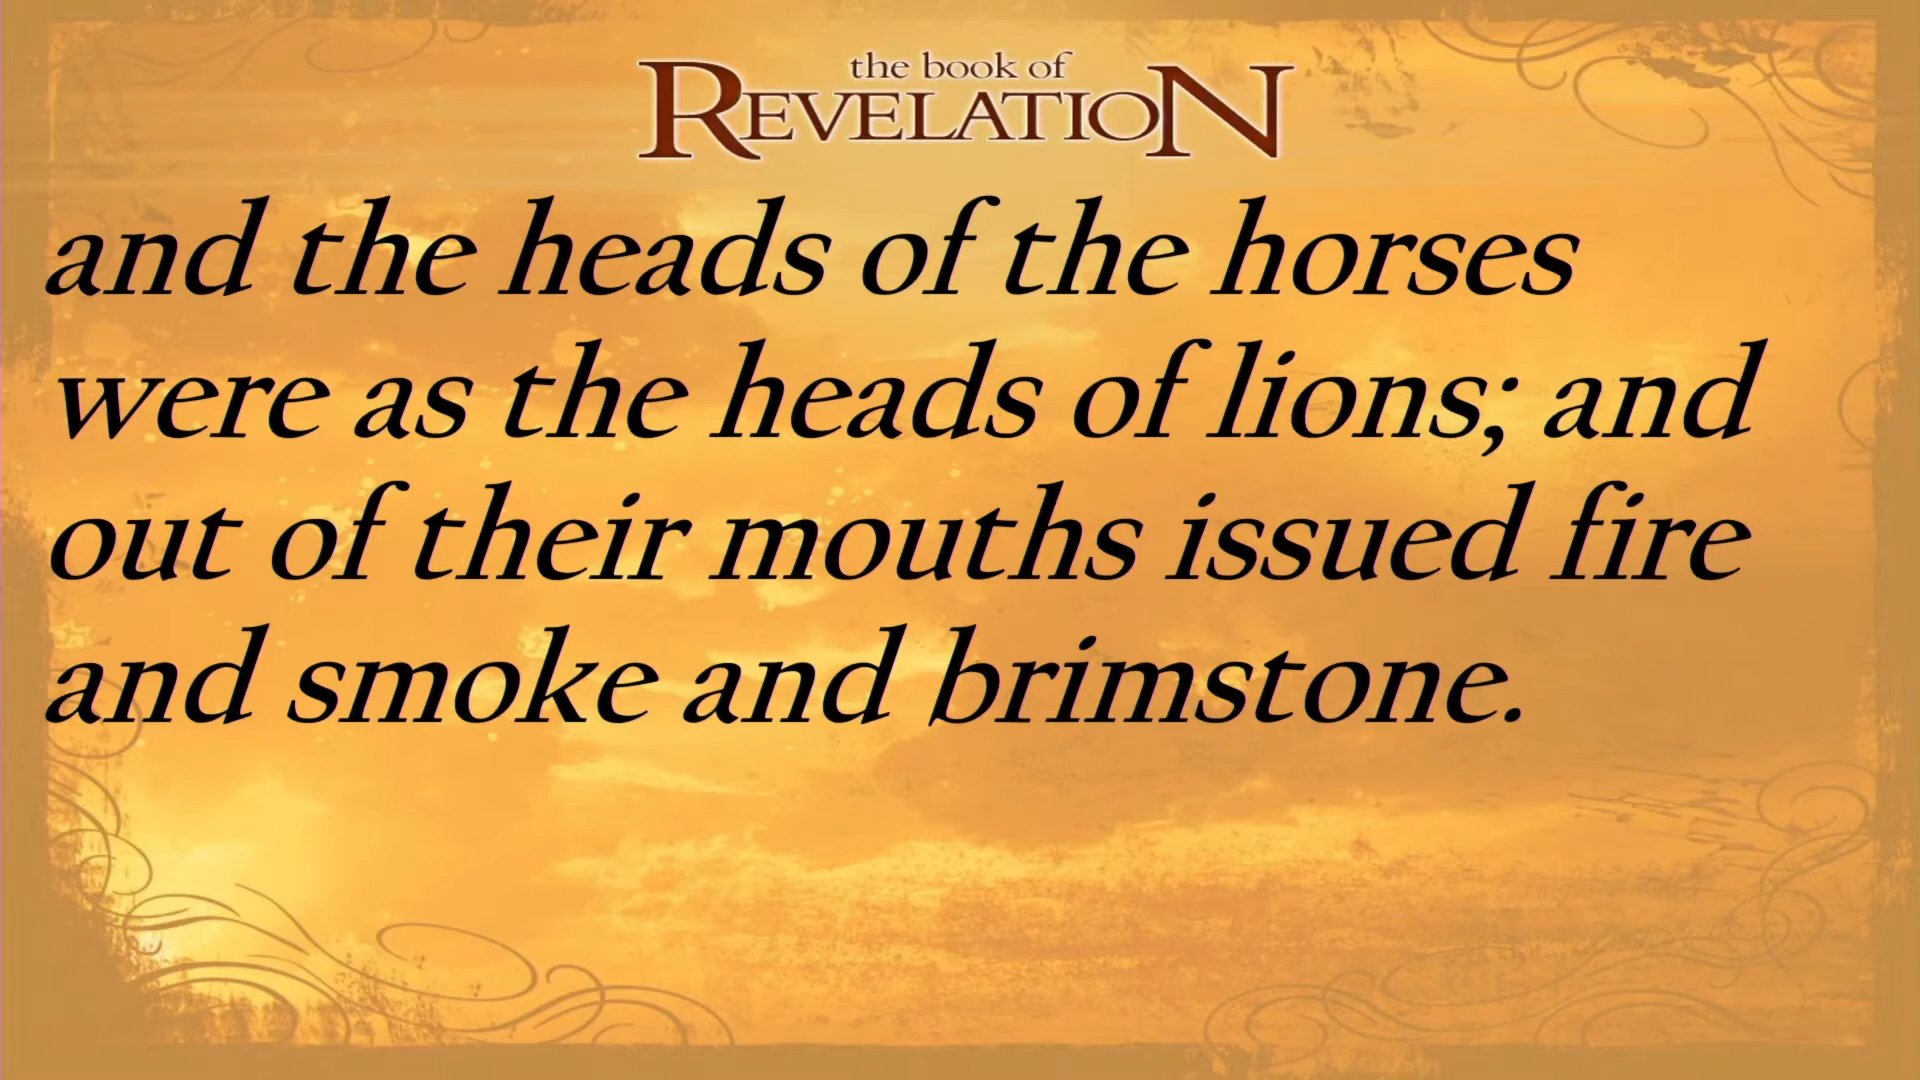 the book of
REVELATION
and the heads of the horses
were as the heads of lions; and
out of their mouths issued fire
and smoke and brimstone.